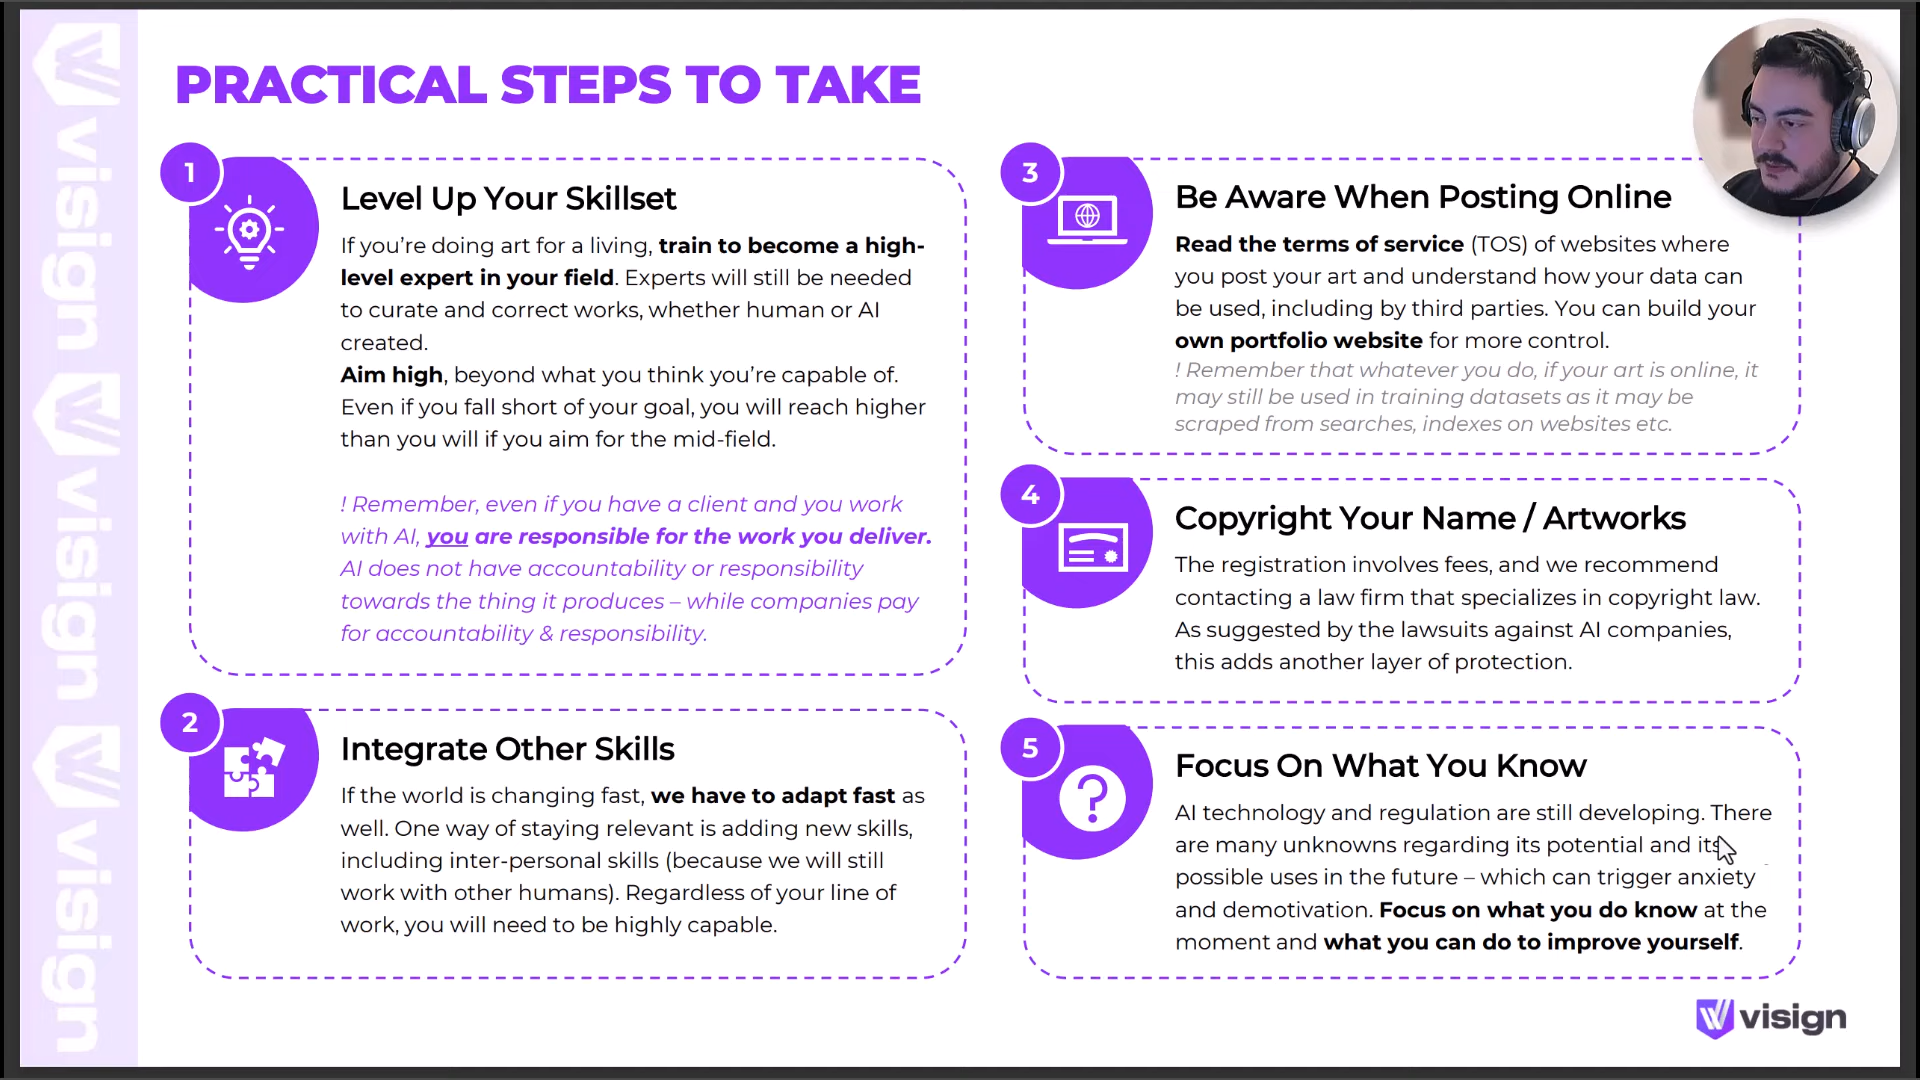 PRACTICAL STEPS TO TAKE
1
Level Up Your Skillset
If you’re doing art for a living, train to become a high-
level expert in your field. Experts will still be needed
to curate and correct works, whether human or AI
created.
Aim high, beyond what you think you’re capable of.
Even if you fall short of your goal, you will reach higher
than you will if you aim for the mid-field.
! Remember, even if you have a client and you work
with AI, you are responsible for the work you deliver.
AI does not have accountability or responsibility
towards the thing it produces – while companies pay
for accountability & responsibility.
2
Integrate Other Skills
If the world is changing fast, we have to adapt fast as
well. One way of staying relevant is adding new skills,
including inter-personal skills (because we will still
work with other humans). Regardless of your line of
work, you will need to be highly capable.
3
Be Aware When Posting Online
Read the terms of service (TOS) of websites where
you post your art and understand how your data can
be used, including by third parties. You can build your
own portfolio website for more control.
! Remember that whatever you do, if your art is online, it
may still be used in training datasets as it may be
scraped from searches, indexes on websites etc.
4
Copyright Your Name / Artworks
The registration involves fees, and we recommend
contacting a law firm that specializes in copyright law.
As suggested by the lawsuits against AI companies,
this adds another layer of protection.
5
Focus On What You Know
AI technology and regulation are still developing. There
are many unknowns regarding its potential and its
possible uses in the future – which can trigger anxiety
and demotivation. Focus on what you do know at the
moment and what you can do to improve yourself.
visign
visign
visign
visign